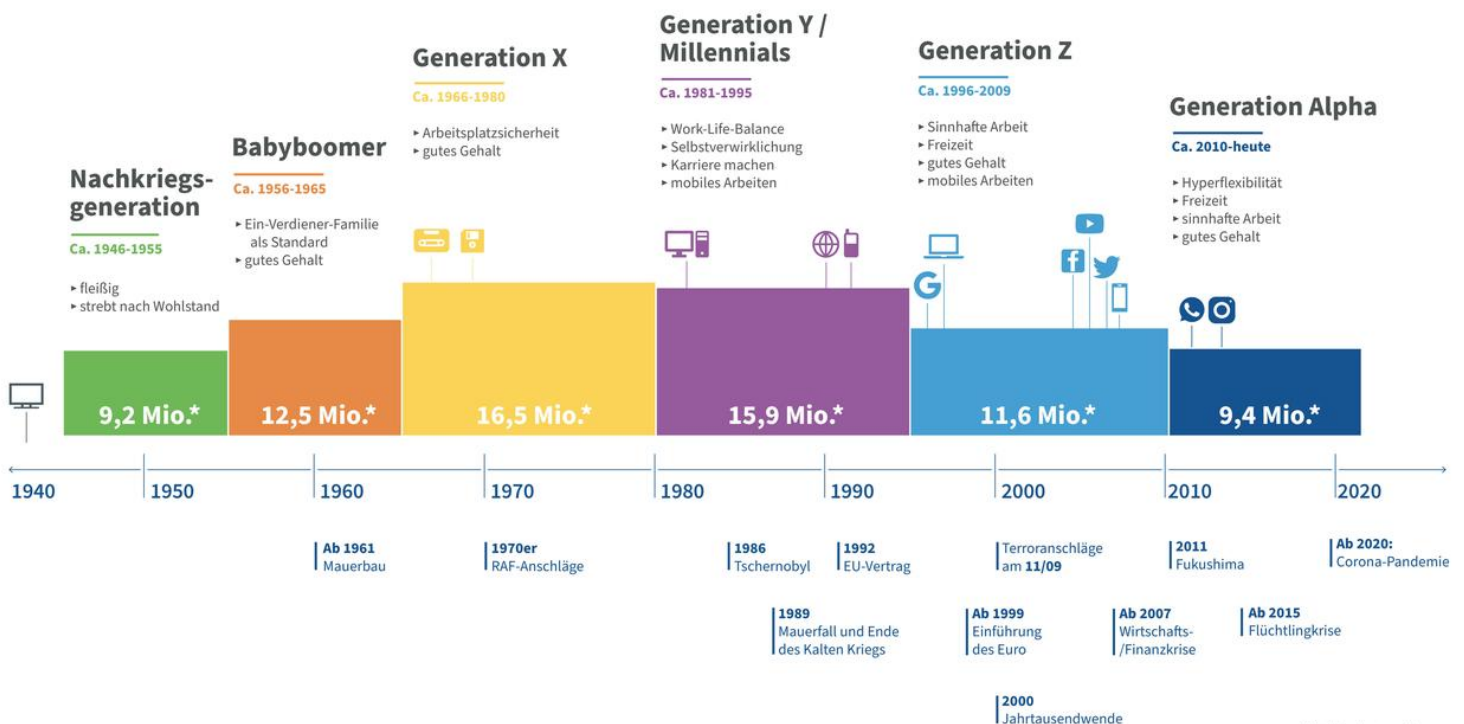 Nachkriegs-
generation
Ca. 1946-1955
▸ fleißig
▸ strebt nach Wohlstand
Babyboomer
Ca. 1956-1965
▸ Ein-Verdiener-Familie
als Standard
▸ gutes Gehalt
Generation X
Ca. 1966-1980
▸ Arbeitsplatzsicherheit
▸ gutes Gehalt
Generation Y /
Millennials
Ca. 1981-1995
▸ Work-Life-Balance
▸ Selbstverwirklichung
▸ Karriere machen
▸ mobiles Arbeiten
Generation Z
Ca. 1996-2009
▸ Sinnhafte Arbeit
▸ Freizeit
▸ gutes Gehalt
▸ mobiles Arbeiten
Generation Alpha
Ca. 2010-heute
▸ Hyperflexibilität
▸ Freizeit
▸ sinnhafte Arbeit
▸ gutes Gehalt
9,2 Mio.*
12,5 Mio.*
16,5 Mio.*
15,9 Mio.*
11,6 Mio.*
9,4 Mio.*
1940
1950
1960
1970
1980
1990
2000
2010
2020
Ab 1961
Mauerbau
1970er
RAF-Anschläge
1986
Tschernobyl
1992
EU-Vertrag
Terroranschläge
am 11/09
2011
Fukushima
Ab 2020:
Corona-Pandemie
1989
Mauerfall und Ende
des Kalten Kriegs
Ab 1999
Einführung
des Euro
Ab 2007
Wirtschafts-
/Finanzkrise
Ab 2015
Flüchtlingkrise
2000
Jahrtausendwende